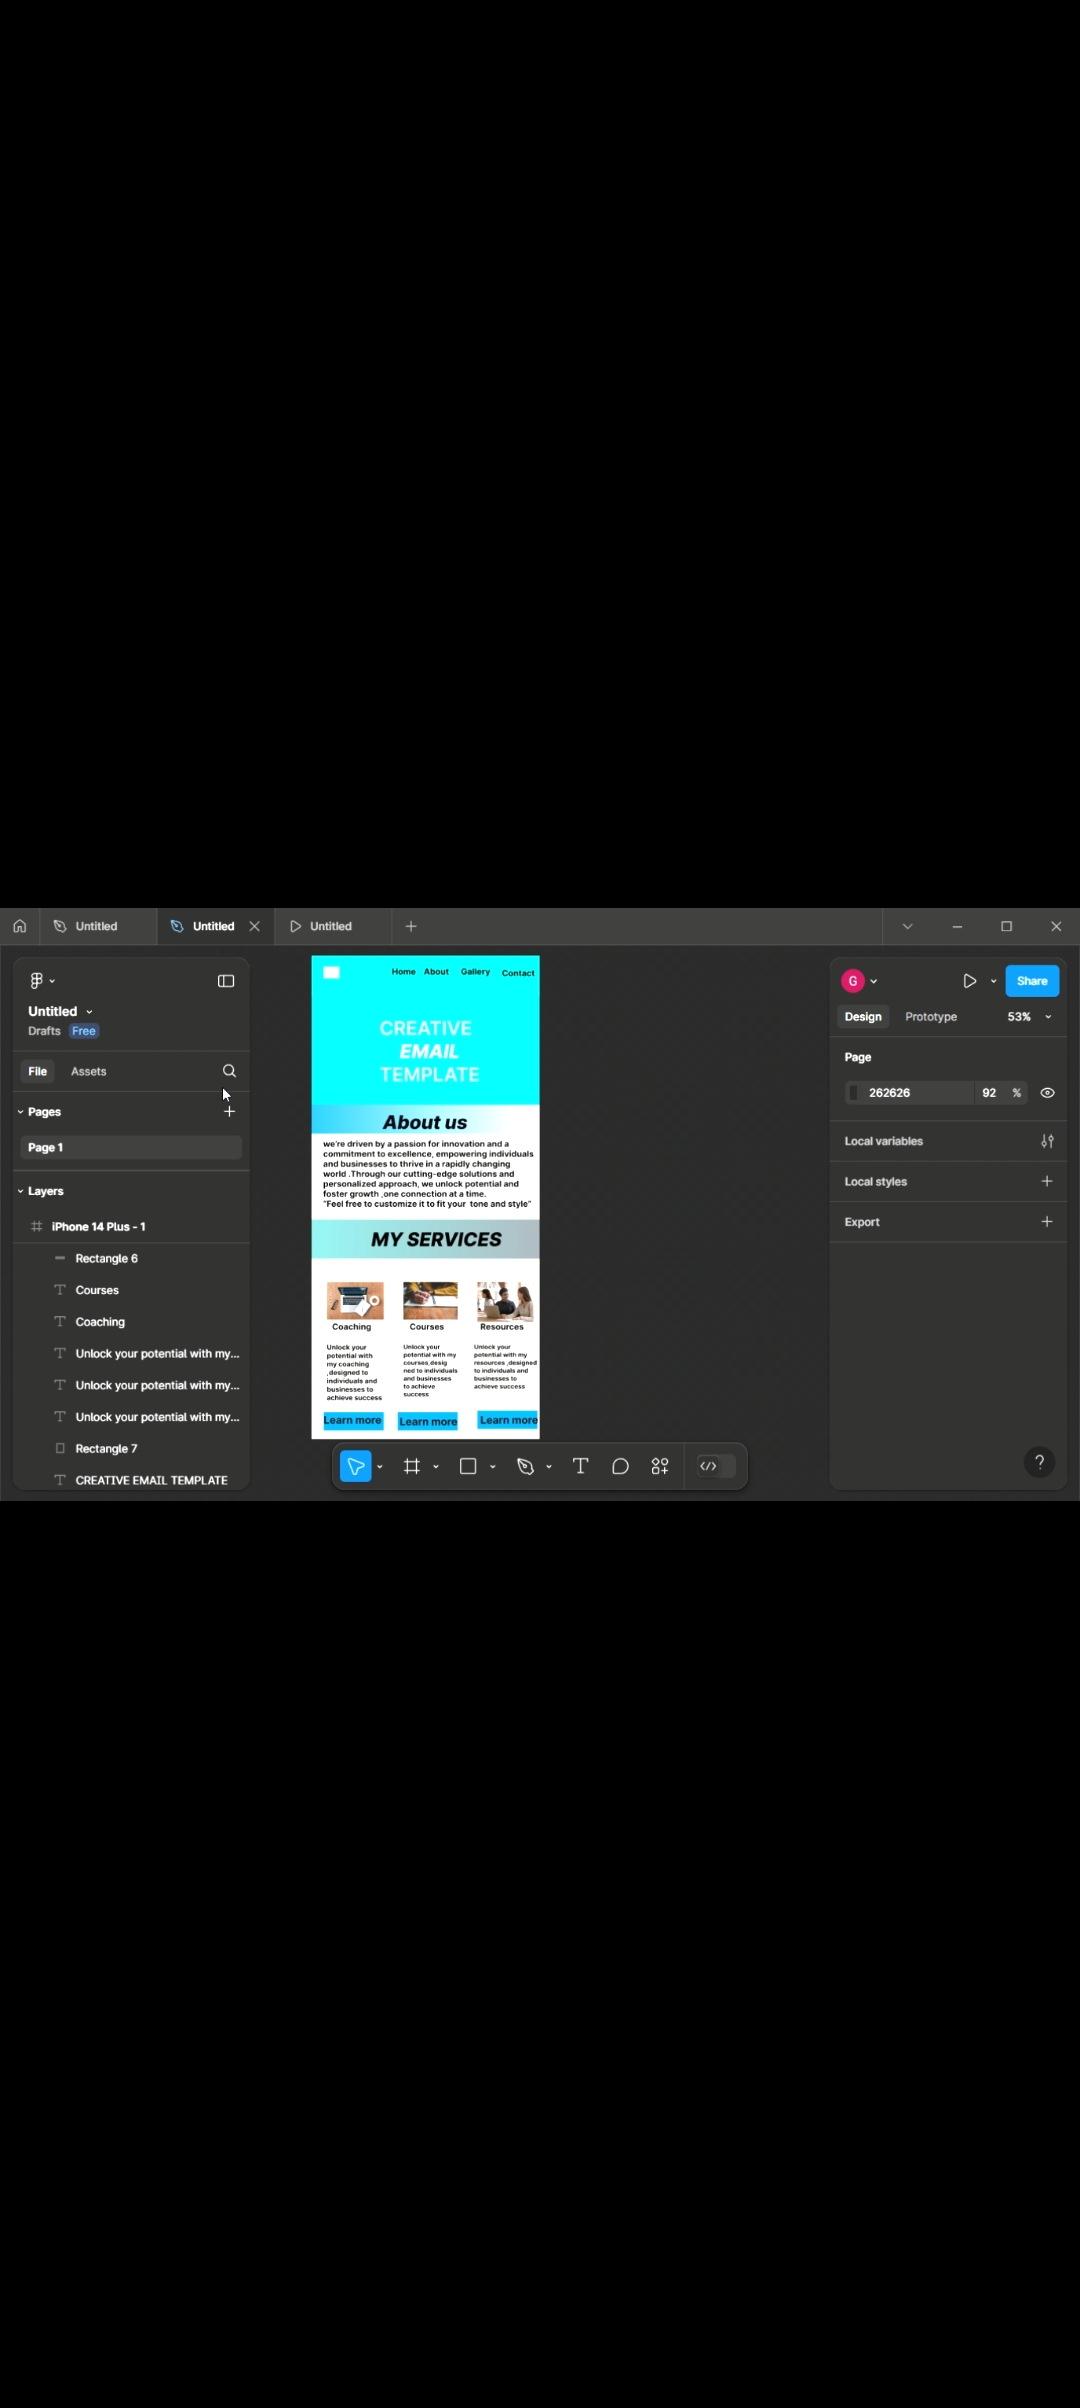 Untitled
Untitled
Untitled
Untitled
Drafts Free
File Assets
Pages
Page 1
Layers
iPhone 14 Plus - 1
Rectangle 6
Courses
Coaching
Unlock your potential with my...
Unlock your potential with my...
Unlock your potential with my...
Rectangle 7
CREATIVE EMAIL TEMPLATE
Home About Gallery Contact
CREATIVE
EMAIL
TEMPLATE
About us
we're driven by a passion for innovation and a
commitment to excellence, empowering individuals
and businesses to thrive in a rapidly changing
world .Through our cutting-edge solutions and
personalized approach, we unlock potential and
foster growth ,one connection at a time.
"Feel free to customize it to fit your tone and style"
MY SERVICES
Coaching
Unlock your
potential with
my coaching
,designed to
individuals and
businesses to
achieve success
Learn more
Courses
Unlock your
potential with my
courses,desig
ned to individuals
and businesses
to achieve
success
Learn more
Resources
Unlock your
potential with my
resources ,designed
to individuals and
businesses to
achieve success
Learn more
G
Share
Design Prototype 53%
Page
262626 92 %
Local variables
Local styles
Export
?